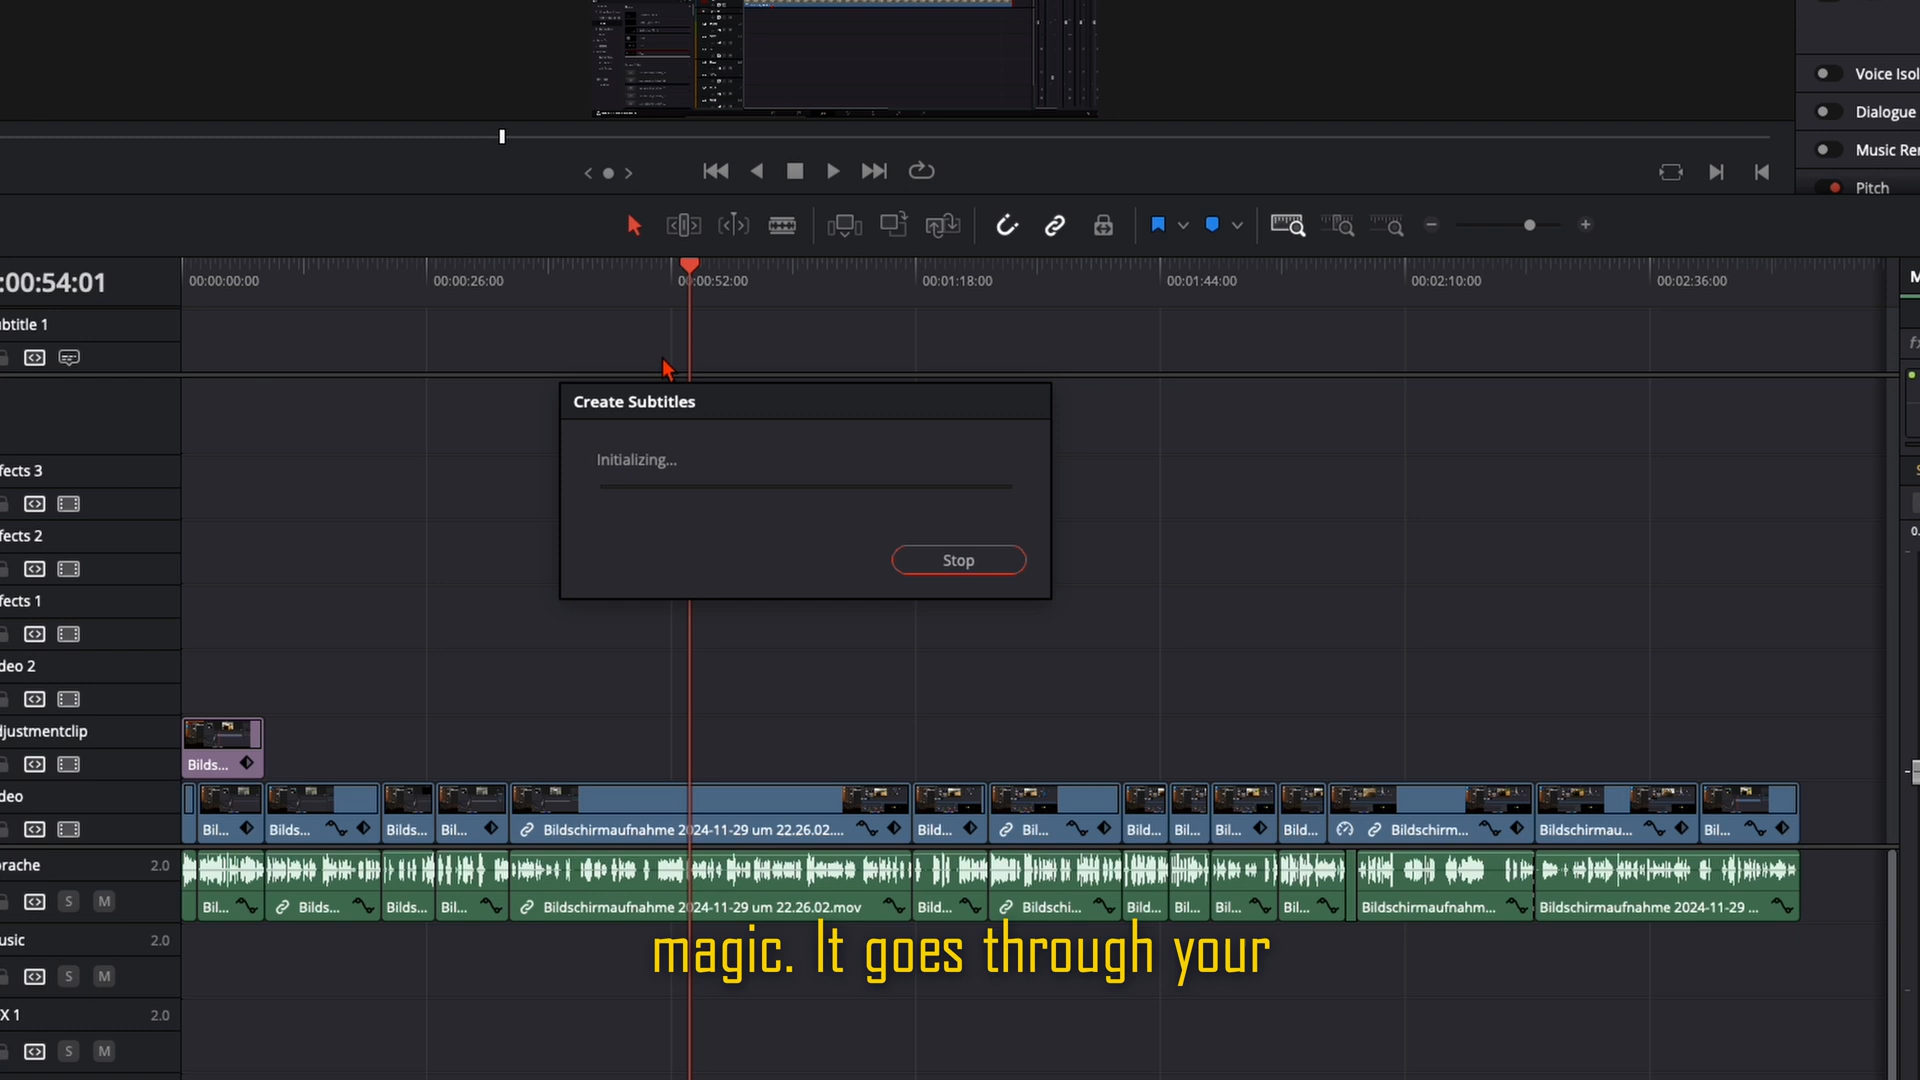 Voice Isol
Dialogue
Music Re
Pitch
:00:54:01
00:00:00:00
00:00:26:00
00:00:52:00
00:01:18:00
00:01:44:00
00:02:10:00
00:02:36:00
M
btitle 1
Create Subtitles
Initializing...
Stop
fx
fects 3
fects 2
0.
fects 1
deo 2
djustmentclip
Bilds...
deo
Bil...
Bilds...
Bilds...
Bil...
Bildschirmaufnahme 2024-11-29 um 22.26.02....
Bild...
Bil...
Bild...
Bil...
Bil...
Bild...
Bildschirm...
Bildschirmau...
Bil...
rache
2.0
S M
Bil...
Bilds...
Bilds...
Bil...
Bildschirmaufnahme 2024-11-29 um 22.26.02.mov
Bild...
Bildschi...
Bild...
Bil...
Bil...
Bil...
Bildschirmaufnahm...
Bildschirmaufnahme 2024-11-29 ...
usic
2.0
S M
magic. It goes through your
X 1
2.0
S M